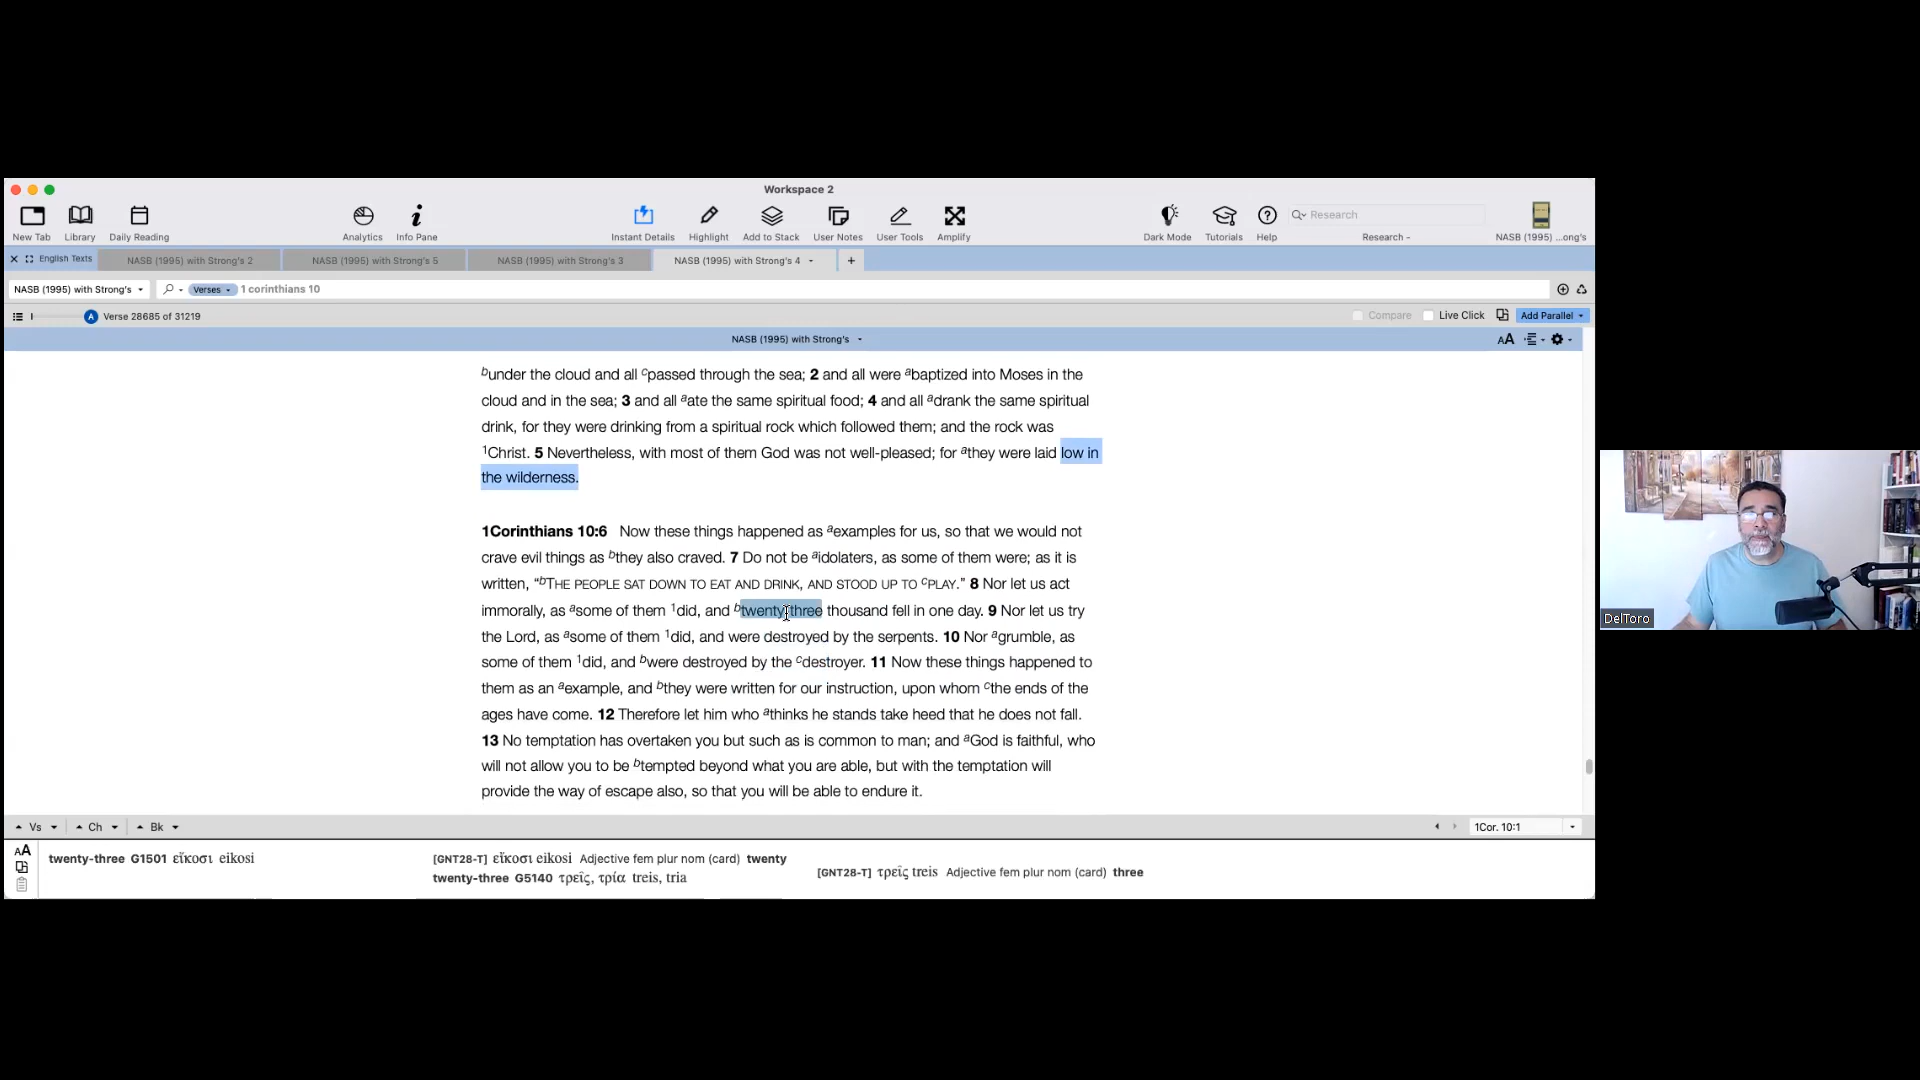 Workspace 2
New Tab Library Daily Reading Analytics Info Pane Instant Details Highlight Add to Stack User Notes User Tools Amplify Dark Mode Tutorials Help Research Research - NASB (1995) ...ong's
English Texts NASB (1995) with Strong's 2 NASB (1995) with Strong's 5 NASB (1995) with Strong's 3 NASB (1995) with Strong's 4 +
NASB (1995) with Strong's Verses 1 corinthians 10
A Verse 28685 of 31219 Compare Live Click Add Parallel
NASB (1995) with Strong's AA
bunder the cloud and all cpassed through the sea; 2 and all were abaptized into Moses in the
cloud and in the sea; 3 and all aate the same spiritual food; 4 and all adrank the same spiritual
drink, for they were drinking from a spiritual rock which followed them; and the rock was
1Christ. 5 Nevertheless, with most of them God was not well-pleased; for athey were laid low in
the wilderness.
1Corinthians 10:6 Now these things happened as aexamples for us, so that we would not
crave evil things as bthey also craved. 7 Do not be aidolaters, as some of them were; as it is
written, “bTHE PEOPLE SAT DOWN TO EAT AND DRINK, AND STOOD UP TO cPLAY.” 8 Nor let us act
immorally, as asome of them 1did, and btwenty-three thousand fell in one day. 9 Nor let us try
the Lord, as asome of them 1did, and were destroyed by the serpents. 10 Nor agrumble, as
some of them 1did, and bwere destroyed by the cdestroyer. 11 Now these things happened to
them as an aexample, and bthey were written for our instruction, upon whom cthe ends of the
ages have come. 12 Therefore let him who athinks he stands take heed that he does not fall.
13 No temptation has overtaken you but such as is common to man; and aGod is faithful, who
will not allow you to be btempted beyond what you are able, but with the temptation will
provide the way of escape also, so that you will be able to endure it.
DelToro
Vs Ch Bk 1Cor. 10:1
AA
twenty-three G1501 εἴκοσι eikosi [GNT28-T] εἴκοσι eikosi Adjective fem plur nom (card) twenty
twenty-three G5140 τρεῖς, τρία treis, tria [GNT28-T] τρεῖς treis Adjective fem plur nom (card) three